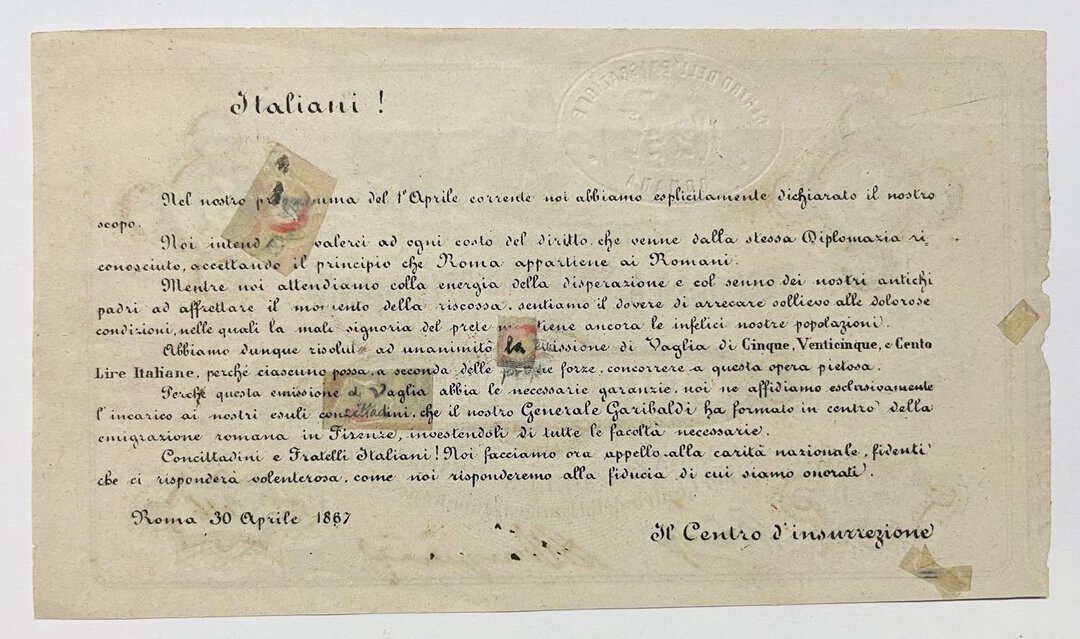 CENTRO DELL'EMIGRAZIONE
ROMANA
Italiani !
Nel nostro programma del 1º Aprile corrente noi abbiamo esplicitamente dichiarato il nostro
scopo.
Noi intend valerci ad ogni costo del diritto, che venne dalla stessa Diplomazia ri-
conosciuto, accettando il principio che Roma appartiene ai Romani.
Mentre noi attendiamo colla energia della disperazione e col senno dei nostri antichi
padri ad affrettare il momento della riscossa, sentiamo il dovere di arrecare sollievo alle dolorose
condizioni, nelle quali la mala signoria del prete mantiene ancora le infelici nostre popolazioni.
Abbiamo dunque risoluto ad unanimità la emissione di Vaglia di Cinque, Venticinque, e Cento
Lire Italiane, perché ciascuno possa, a seconda delle forze, concorrere a questa opera pietosa.
Perché questa emissione di Vaglia abbia le necessarie garanzie, noi ne affidiamo esclusivamente
l'incarico ai nostri esuli concittadini, che il nostro Generale Garibaldi ha formato in centro della
emigrazione romana in Firenze, investendoli di tutte le facoltà necessarie.
Concittadini e Fratelli Italiani! Noi facciamo ora appello alla carità nazionale, fidenti
che ci risponderà volenterosa, come noi risponderemo alla fiducia di cui siamo onorati.
Roma 30 Aprile 1867
Il Centro d'insurrezione